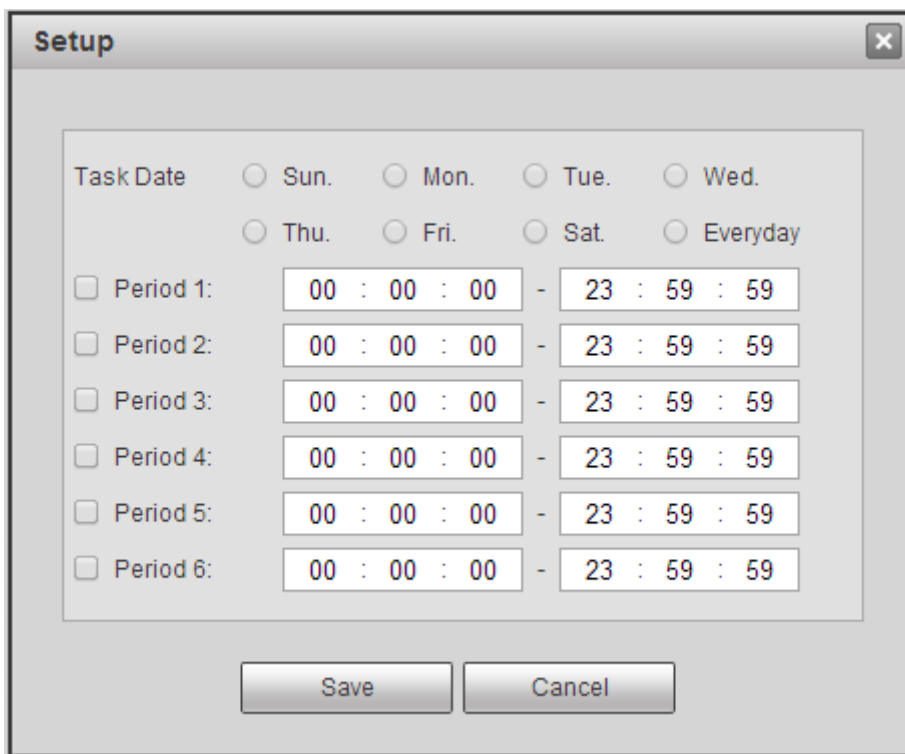 Setup
Task Date Sun. Mon. Tue. Wed.
Thu. Fri. Sat. Everyday
Period 1: 00 : 00 : 00 - 23 : 59 : 59
Period 2: 00 : 00 : 00 - 23 : 59 : 59
Period 3: 00 : 00 : 00 - 23 : 59 : 59
Period 4: 00 : 00 : 00 - 23 : 59 : 59
Period 5: 00 : 00 : 00 - 23 : 59 : 59
Period 6: 00 : 00 : 00 - 23 : 59 : 59
Save Cancel